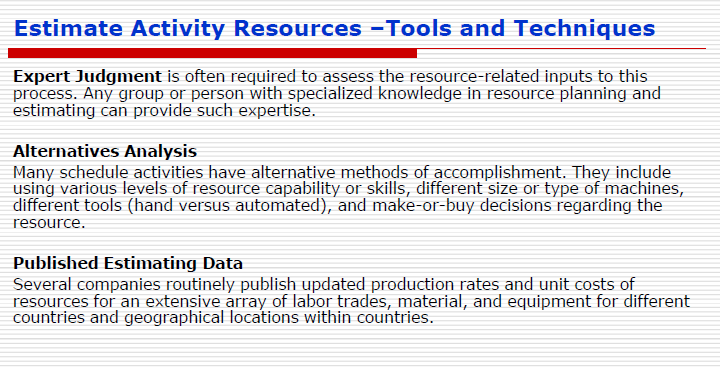 Estimate Activity Resources –Tools and Techniques
Expert Judgment is often required to assess the resource-related inputs to this
process. Any group or person with specialized knowledge in resource planning and
estimating can provide such expertise.
Alternatives Analysis
Many schedule activities have alternative methods of accomplishment. They include
using various levels of resource capability or skills, different size or type of machines,
different tools (hand versus automated), and make-or-buy decisions regarding the
resource.
Published Estimating Data
Several companies routinely publish updated production rates and unit costs of
resources for an extensive array of labor trades, material, and equipment for different
countries and geographical locations within countries.